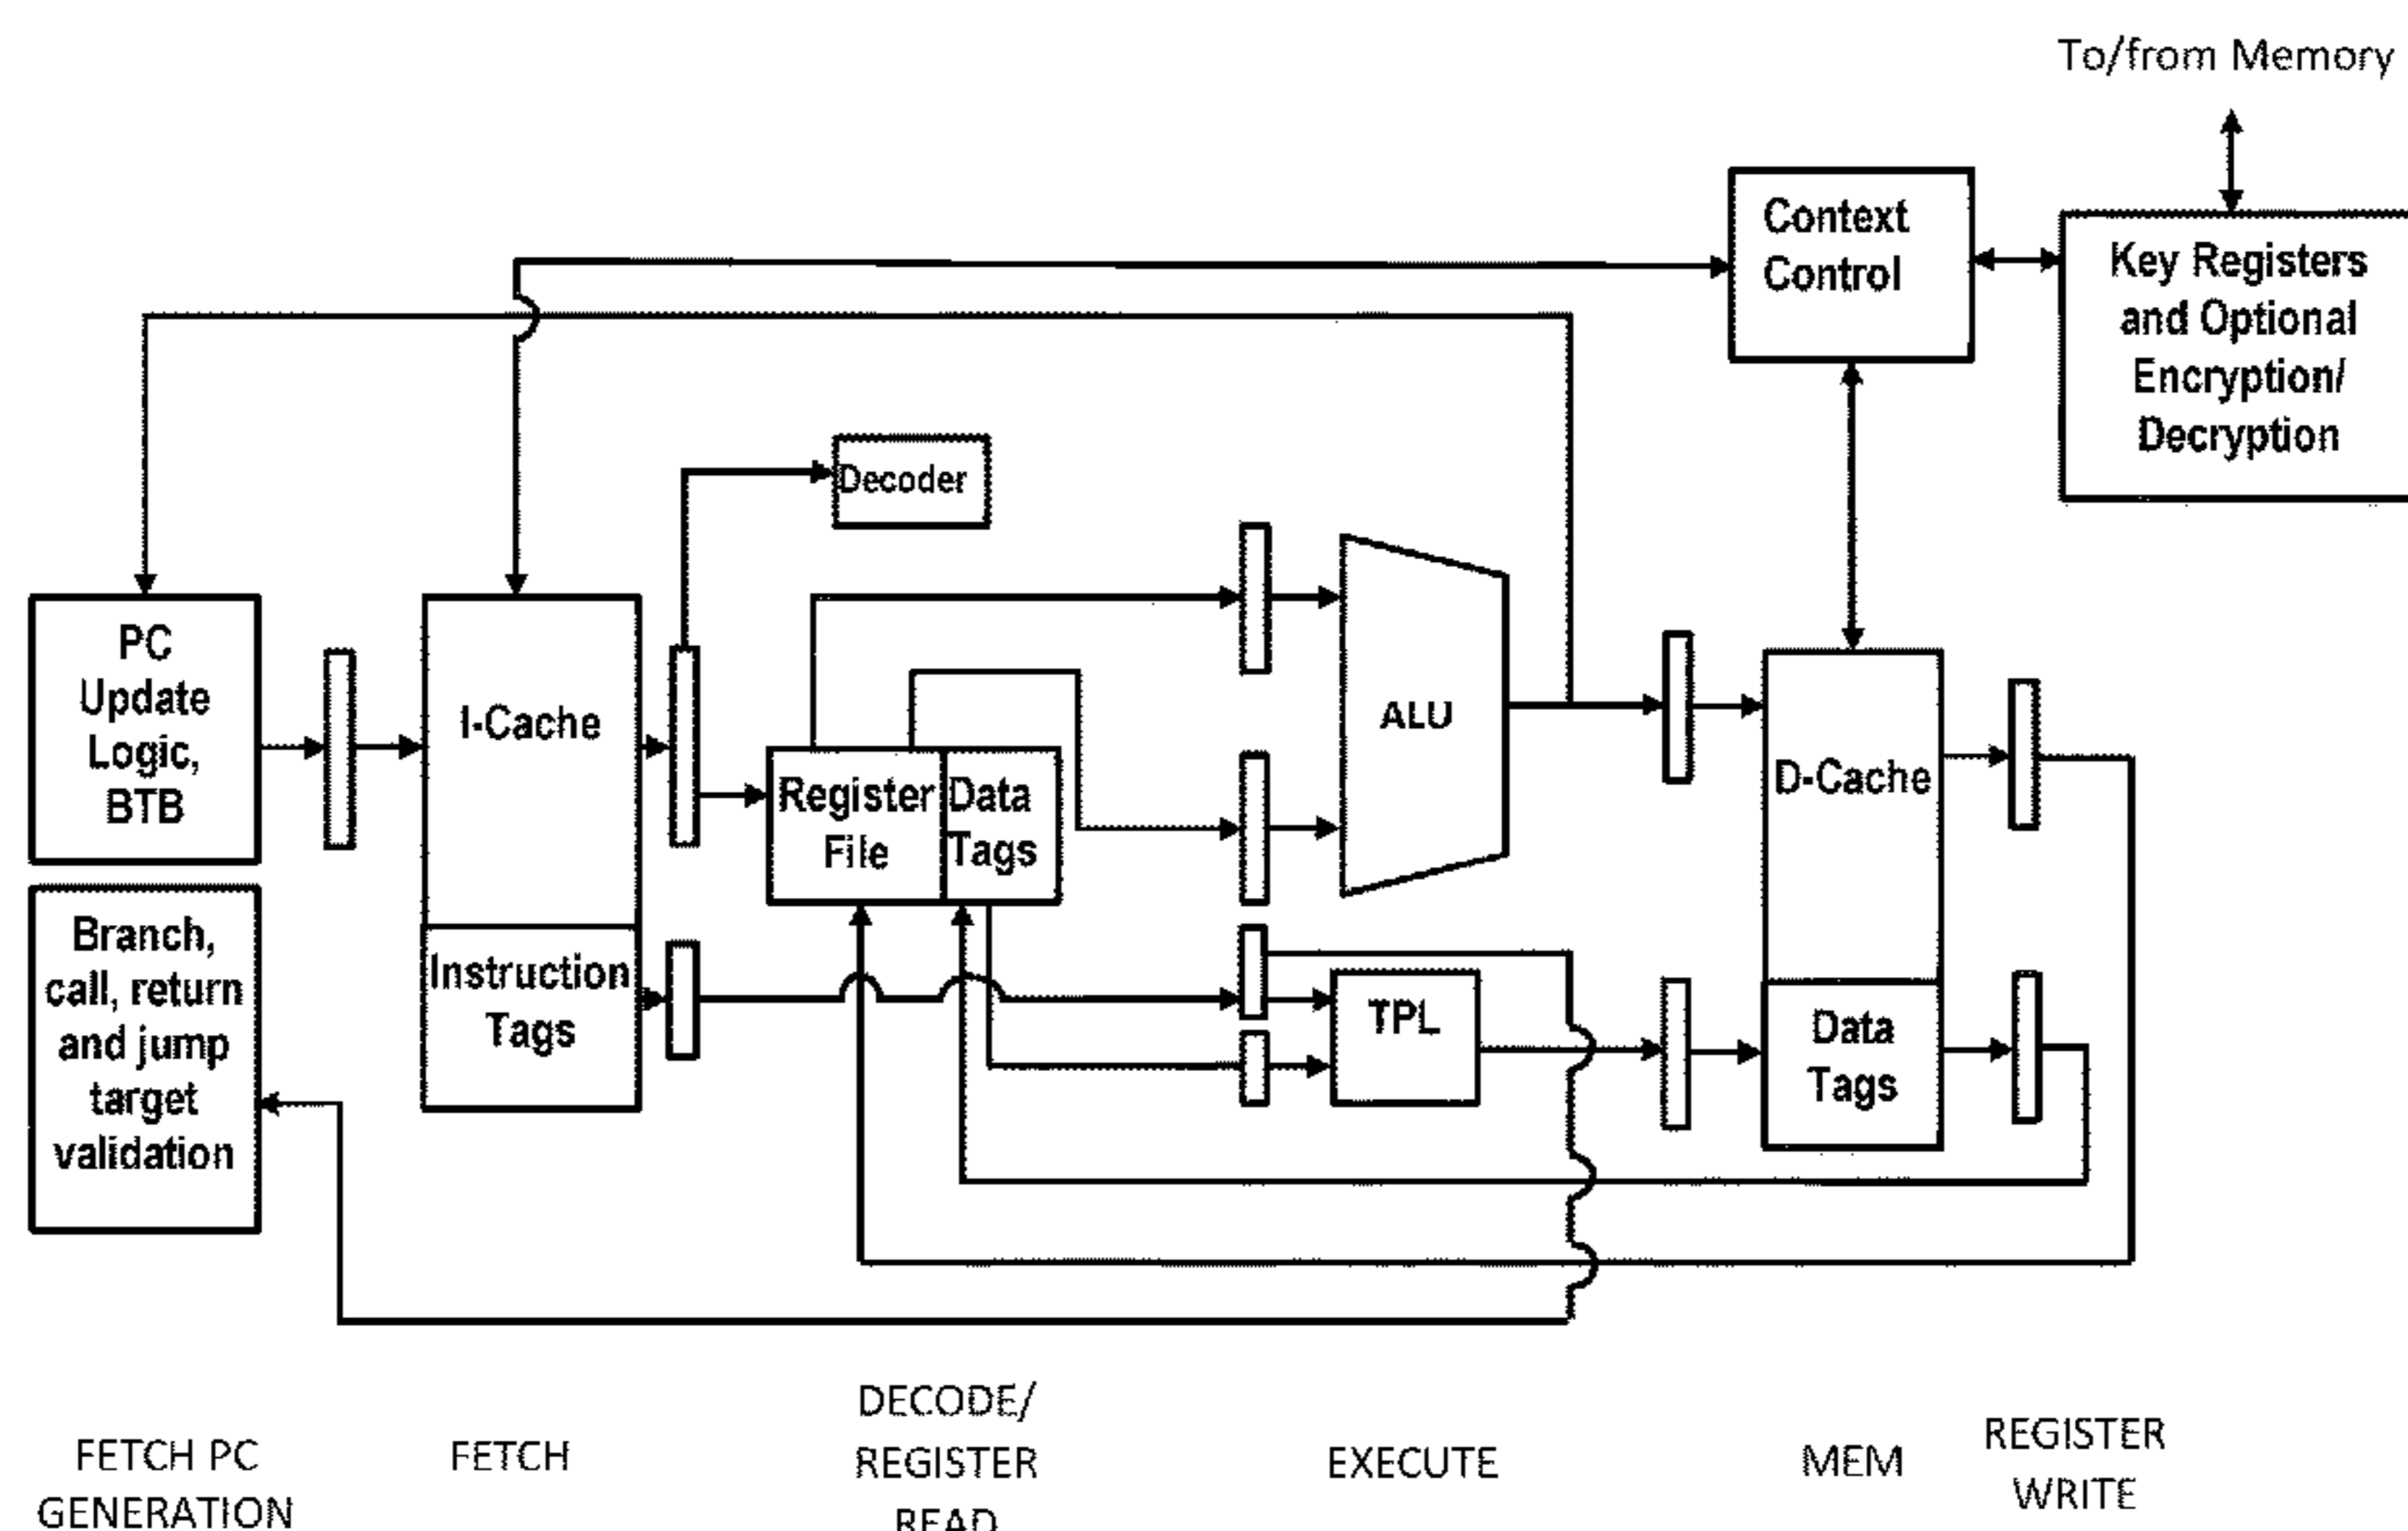 To/from Memory
Context
Control
Key Registers
and Optional
Encryption/
Decryption
Decoder
PC
Update
Logic,
BTB
I-Cache
Register
File
Data
Tags
ALU
D-Cache
Branch,
call, return
and jump
target
validation
Instruction
Tags
TPL
Data
Tags
FETCH PC
GENERATION
FETCH
DECODE/
REGISTER
READ
EXECUTE
MEM
REGISTER
WRITE